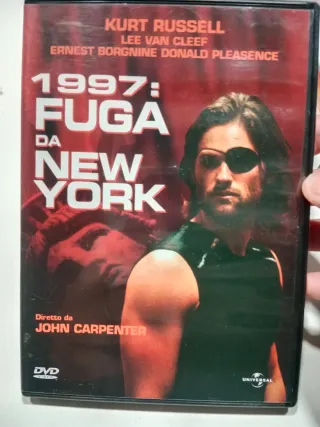 KURT RUSSELL
LEE VAN CLEEF
ERNEST BORGNINE DONALD PLEASENCE
1997:
FUGA
DA
NEW
YORK
Diretto da
JOHN CARPENTER
DVD
VIDEO
UNIVERSAL